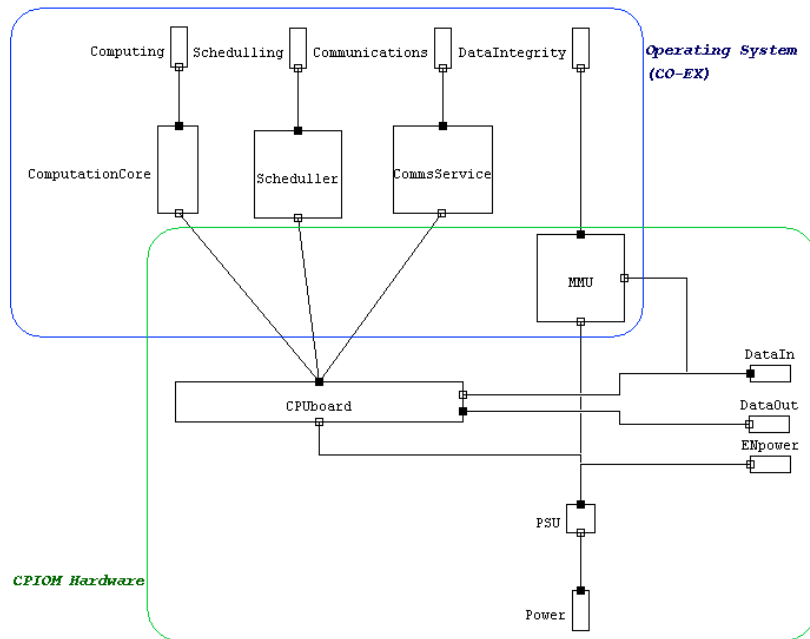 Computing
Schedulling
Communications
DataIntegrity
Operating System
(CO-EX)
ComputationCore
Scheduller
CommsService
MMU
DataIn
CPUboard
DataOut
ENpower
PSU
CPIOM Hardware
Power